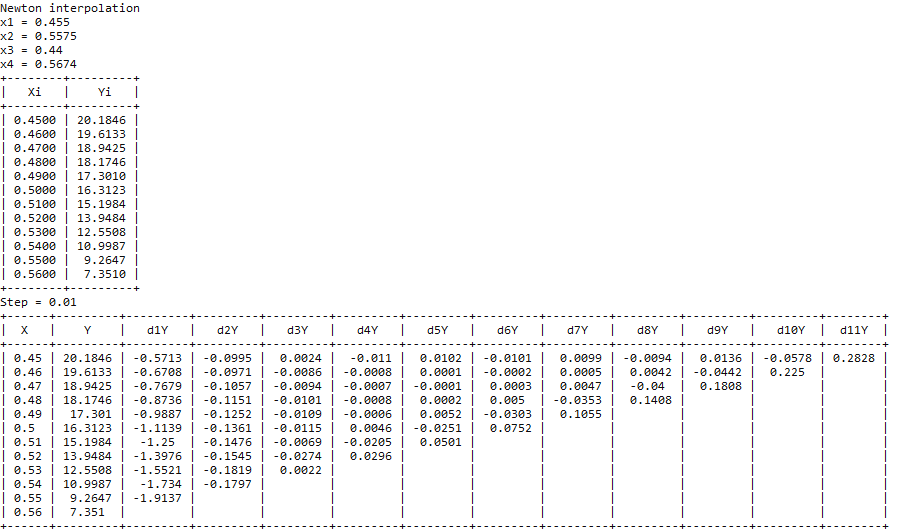 Newton interpolation
x1 = 0.455
x2 = 0.5575
x3 = 0.44
x4 = 0.5674
+--------+---------+
|   Xi   |    Yi   |
+--------+---------+
| 0.4500 | 20.1846 |
| 0.4600 | 19.6133 |
| 0.4700 | 18.9425 |
| 0.4800 | 18.1746 |
| 0.4900 | 17.3010 |
| 0.5000 | 16.3123 |
| 0.5100 | 15.1984 |
| 0.5200 | 13.9484 |
| 0.5300 | 12.5508 |
| 0.5400 | 10.9987 |
| 0.5500 |  9.2647 |
| 0.5600 |  7.3510 |
+--------+---------+
Step = 0.01
+------+---------+---------+---------+---------+---------+---------+---------+---------+---------+---------+---------+--------+
|  X   |    Y    |   d1Y   |   d2Y   |   d3Y   |   d4Y   |   d5Y   |   d6Y   |   d7Y   |   d8Y   |   d9Y   |   d10Y  |  d11Y  |
+------+---------+---------+---------+---------+---------+---------+---------+---------+---------+---------+---------+--------+
| 0.45 | 20.1846 | -0.5713 | -0.0995 |  0.0024 |  -0.011 |  0.0102 | -0.0101 |  0.0099 | -0.0094 |  0.0136 | -0.0578 | 0.2828 |
| 0.46 | 19.6133 | -0.6708 | -0.0971 | -0.0086 | -0.0008 |  0.0001 | -0.0002 |  0.0005 |  0.0042 | -0.0442 |  0.225  |        |
| 0.47 | 18.9425 | -0.7679 | -0.1057 | -0.0094 | -0.0007 | -0.0001 |  0.0003 |  0.0047 |  -0.04  |  0.1808 |         |        |
| 0.48 | 18.1746 | -0.8736 | -0.1151 | -0.0101 | -0.0008 |  0.0002 |  0.005  | -0.0353 |  0.1408 |         |         |        |
| 0.49 |  17.301 | -0.9887 | -0.1252 | -0.0109 | -0.0006 |  0.0052 | -0.0303 |  0.1055 |         |         |         |        |
| 0.5  | 16.3123 | -1.1139 | -0.1361 | -0.0115 |  0.0046 | -0.0251 |  0.0752 |         |         |         |         |        |
| 0.51 | 15.1984 |  -1.25  | -0.1476 | -0.0069 | -0.0205 |  0.0501 |         |         |         |         |         |        |
| 0.52 | 13.9484 | -1.3976 | -0.1545 | -0.0274 |  0.0296 |         |         |         |         |         |         |        |
| 0.53 | 12.5508 | -1.5521 | -0.1819 |  0.0022 |         |         |         |         |         |         |         |        |
| 0.54 | 10.9987 |  -1.734 | -0.1797 |         |         |         |         |         |         |         |         |        |
| 0.55 |  9.2647 | -1.9137 |         |         |         |         |         |         |         |         |         |        |
| 0.56 |  7.351  |         |         |         |         |         |         |         |         |         |         |        |
+------+---------+---------+---------+---------+---------+---------+---------+---------+---------+---------+---------+--------+